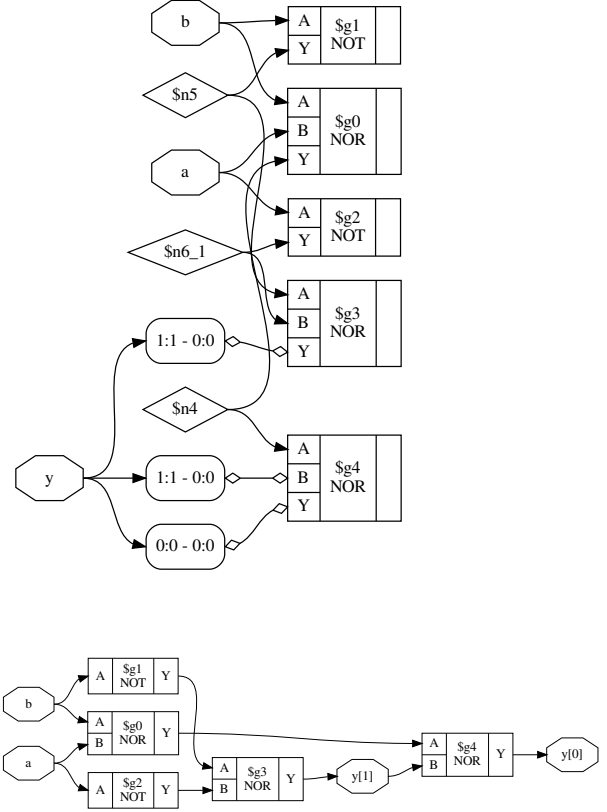 b
A
$g1
Y
NOT
$n5
A
$g0
B
NOR
Y
a
A
$g2
Y
NOT
$n6_1
A
$g3
B
NOR
Y
1:1 - 0:0
$n4
A
$g4
B
NOR
Y
y
1:1 - 0:0
0:0 - 0:0
b
A
$g1
NOT
Y
A
B
$g0
NOR
Y
a
A
$g2
NOT
Y
A
B
$g3
NOR
Y
y[1]
A
B
$g4
NOR
Y
y[0]